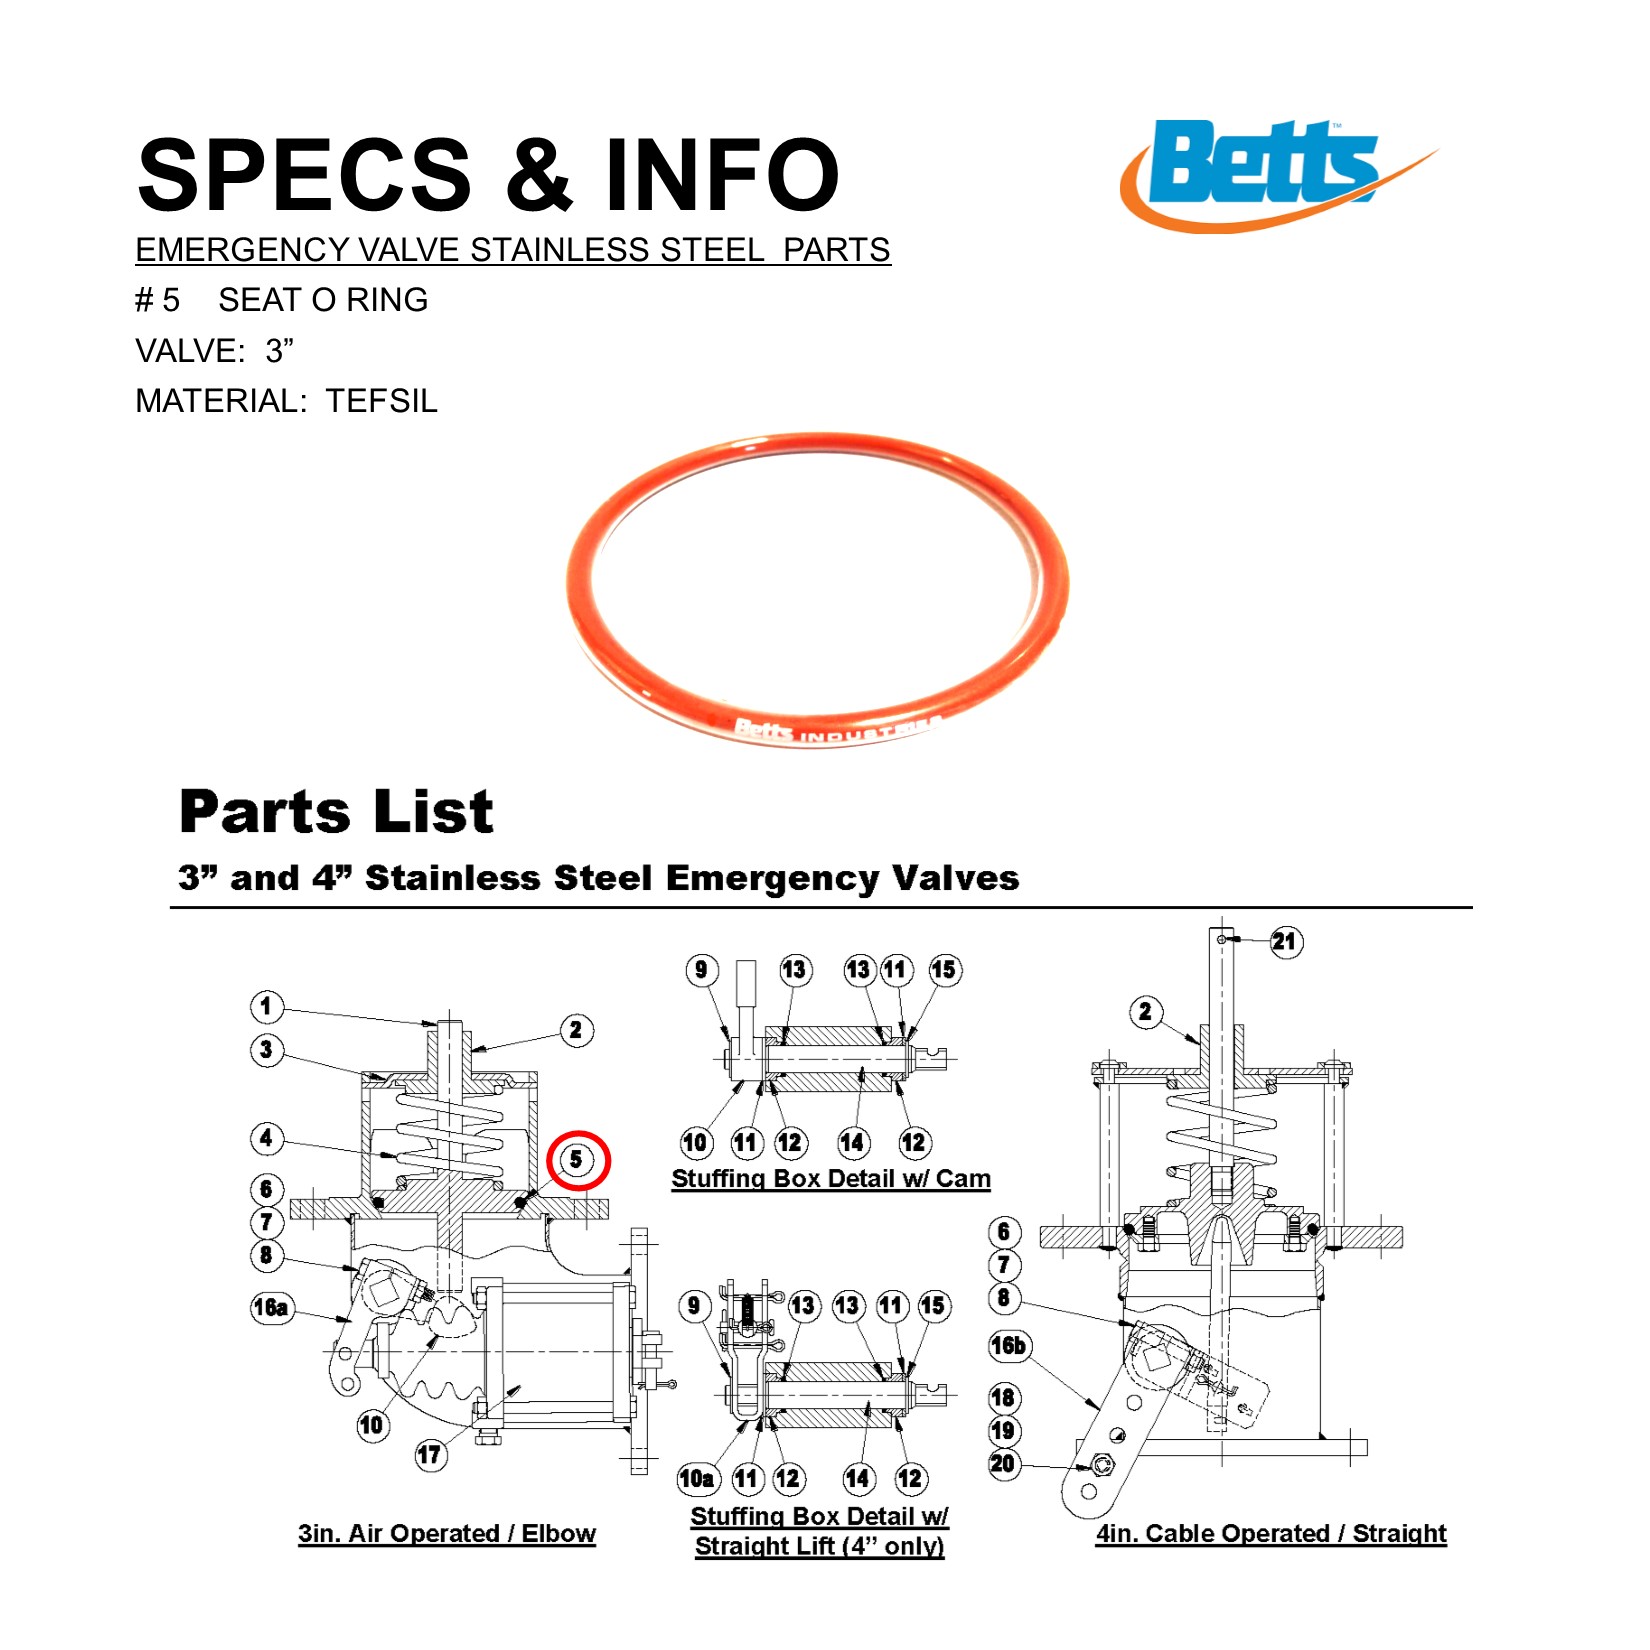 SPECS & INFO
Betts™
EMERGENCY VALVE STAINLESS STEEL PARTS
# 5 SEAT O RING
VALVE: 3”
MATERIAL: TEFSIL
Betts INDUSTRIES
Parts List
3” and 4” Stainless Steel Emergency Valves
1
2
3
4
5
6
7
8
16a
10
17
3in. Air Operated / Elbow
9
13
13
11
15
10
11
12
14
12
Stuffing Box Detail w/ Cam
9
13
13
11
15
10a
11
12
14
12
Stuffing Box Detail w/
Straight Lift (4” only)
21
2
6
7
8
16b
18
19
20
4in. Cable Operated / Straight